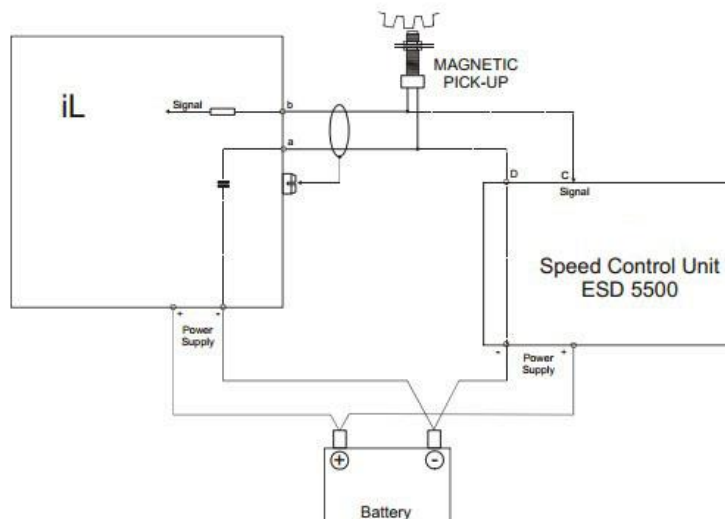 MAGNETIC
PICK-UP
iL
Signal
b
a
D
C
Signal
Speed Control Unit
ESD 5500
+
-
Power
Supply
-
Power
Supply
+
+
-
Battery